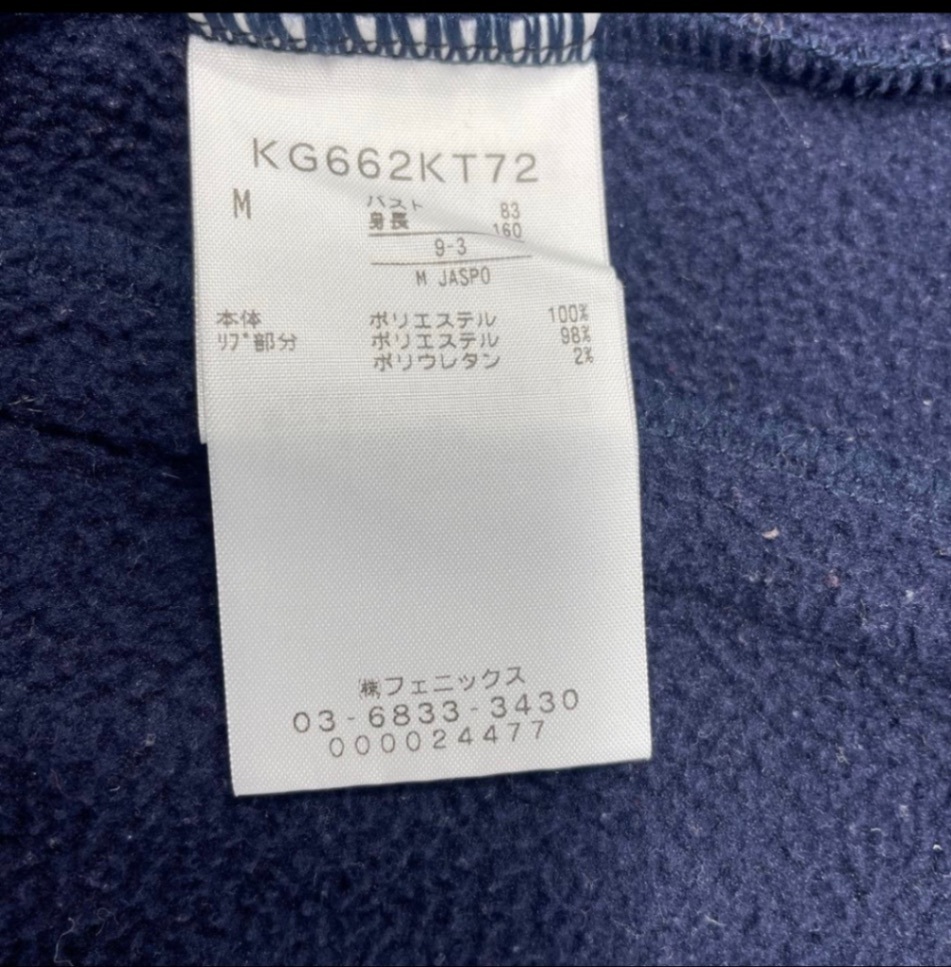 KG662KT72
M バスト 83
身長 160
9-3
M JASPO
本体 ポリエステル 100%
ﾘﾌﾞ部分 ポリエステル 98%
ポリウレタン 2%
㈱フェニックス
03-6833-3430
000024477